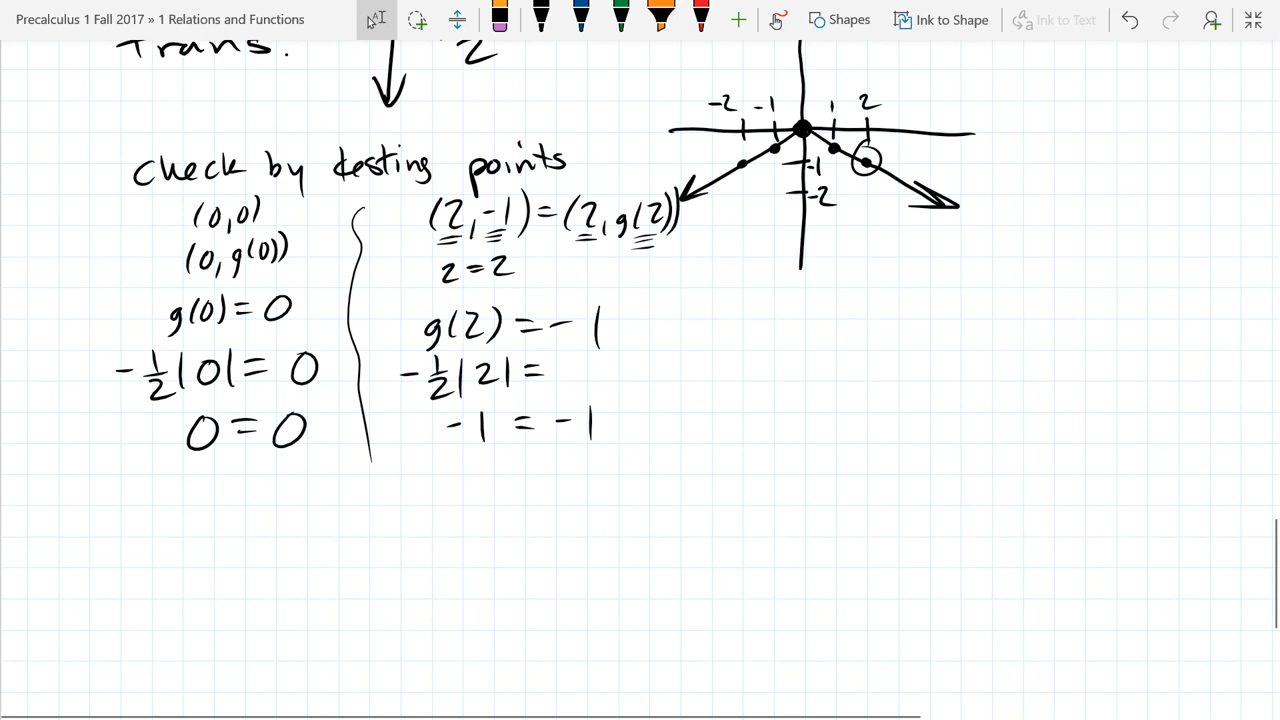 Precalculus 1 Fall 2017 » 1 Relations and Functions
Shapes
Ink to Shape
Ink to Text
Trans.
2
-2 -1 1 2
-1
-2
Check by testing points
(0,0)
(0, g(0))
g(0) = 0
-1/2|0| = 0
0 = 0
(2, -1) = (2, g(2))
2 = 2
g(2) = -1
-1/2|2| =
-1 = -1